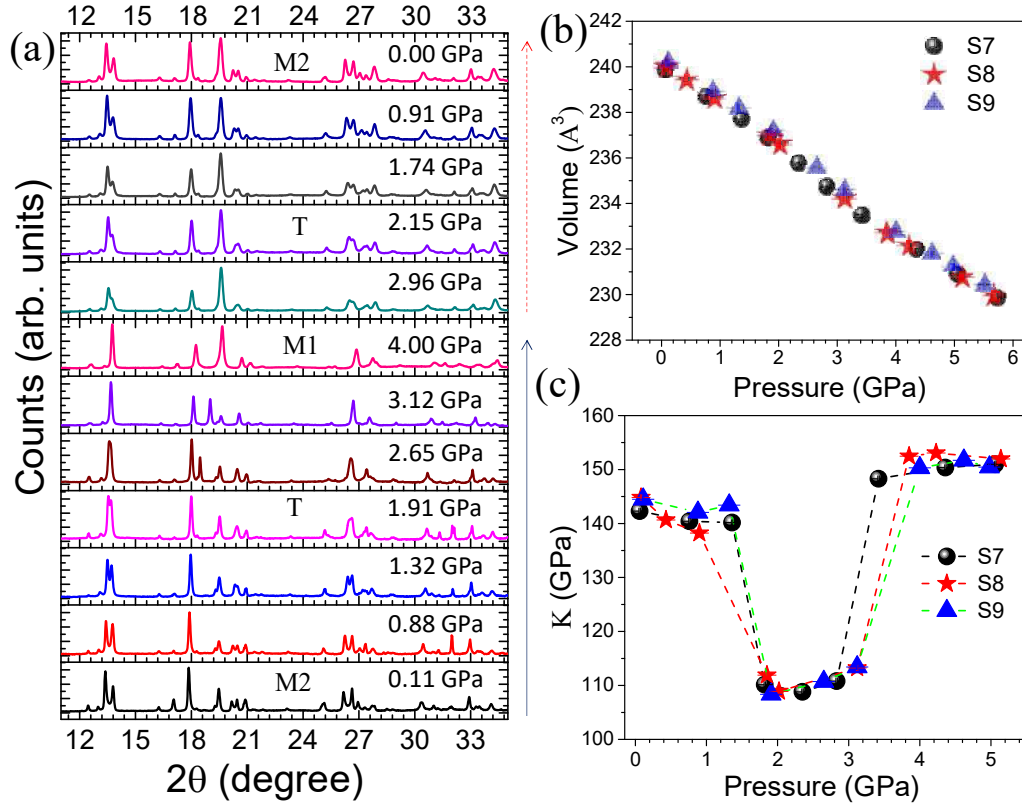 12 15 18 21 24 27 30 33
(a)
M2 0.00 GPa
0.91 GPa
1.74 GPa
T 2.15 GPa
2.96 GPa
M1 4.00 GPa
3.12 GPa
2.65 GPa
T 1.91 GPa
1.32 GPa
0.88 GPa
M2 0.11 GPa
Counts (arb. units)
12 15 18 21 24 27 30 33
2θ (degree)
(b)
242
240
238
236
234
232
230
228
Volume (A³)
S7
S8
S9
0 1 2 3 4 5 6
Pressure (GPa)
(c)
160
150
140
130
120
110
100
K (GPa)
S7
S8
S9
0 1 2 3 4 5
Pressure (GPa)